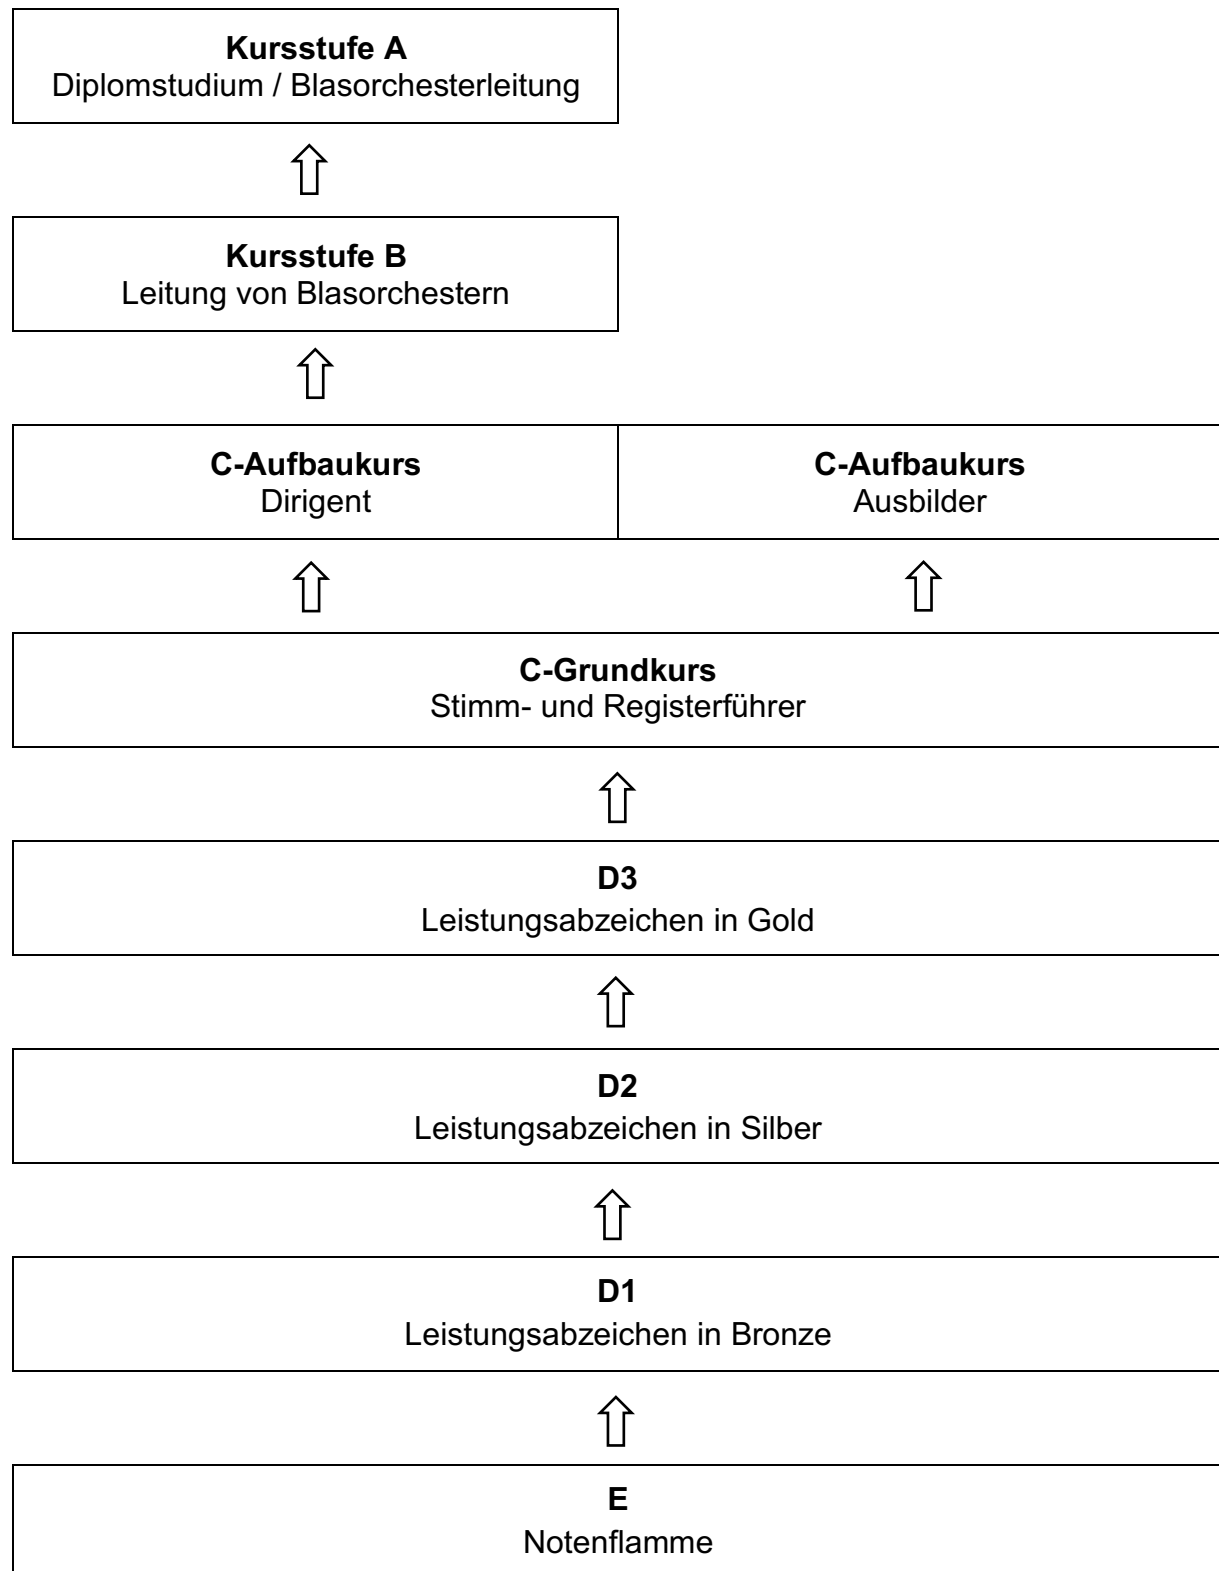 Kursstufe A
Diplomstudium / Blasorchesterleitung
Kursstufe B
Leitung von Blasorchestern
C-Aufbaukurs
Dirigent
C-Aufbaukurs
Ausbilder
C-Grundkurs
Stimm- und Registerführer
D3
Leistungsabzeichen in Gold
D2
Leistungsabzeichen in Silber
D1
Leistungsabzeichen in Bronze
E
Notenflamme